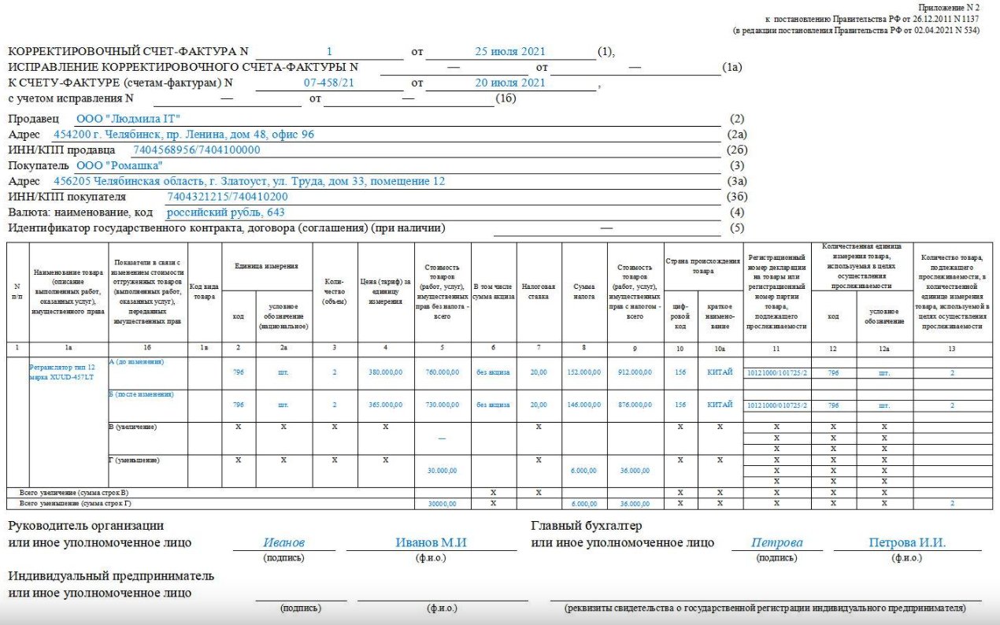 Приложение N 2
к постановлению Правительства РФ от 26.12.2011 N 1137
(в редакции постановления Правительства РФ от 02.04.2021 N 534)
КОРРЕКТИРОВОЧНЫЙ СЧЕТ-ФАКТУРА N 1 от 25 июля 2021 (1),
ИСПРАВЛЕНИЕ КОРРЕКТИРОВОЧНОГО СЧЕТА-ФАКТУРЫ N — от — (1а)
К СЧЕТУ-ФАКТУРЕ (счетам-фактурам) N 07-458/21 от 20 июля 2021 ,
с учетом исправления N — от — (1б)
Продавец ООО "Людмила IT" (2)
Адрес 454200 г. Челябинск, пр. Ленина, дом 48, офис 96 (2а)
ИНН/КПП продавца 7404568956/7404100000 (2б)
Покупатель ООО "Ромашка" (3)
Адрес 456205 Челябинская область, г. Златоуст, ул. Труда, дом 33, помещение 12 (3а)
ИНН/КПП покупателя 7404321215/740410200 (3б)
Валюта: наименование, код российский рубль, 643 (4)
Идентификатор государственного контракта, договора (соглашения) (при наличии) — (5)
N п/п
Наименование товара (описание выполненных работ, оказанных услуг), имущественного права
Показатели в связи с изменением стоимости отгруженных товаров (выполненных работ, оказанных услуг), переданных имущественных прав
Код вида товара
Единица измерения
код
условное обозначение (национальное)
Коли-чество (объем)
Цена (тариф) за единицу измерения
Стоимость товаров (работ, услуг), имущественных прав без налога - всего
В том числе сумма акциза
Налоговая ставка
Сумма налога
Стоимость товаров (работ, услуг), имущественных прав с налогом - всего
Страна происхождения товара
циф-ровой код
краткое наимено-вание
Регистрационный номер декларации на товары или регистрационный номер партии товара, подлежащего прослеживаемости
Количественная единица измерения товара, используемая в целях осуществления прослеживаемости
код
условное обозначение
Количество товара, подлежащего прослеживаемости, в количественной единице измерения товара, используемой в целях осуществления прослеживаемости
1 1а 1б 1в 2 2а 3 4 5 6 7 8 9 10 10а 11 12 12а 13
Ретранслятор тип 12 марка XUUD-457LT
А (до изменения) 796 шт. 2 380.000,00 760.000,00 без акциза 20,00 152.000,00 912.000,00 156 КИТАЙ 10121000/101725/2 796 шт. 2
Б (после изменения) 796 шт. 2 365.000,00 730.000,00 без акциза 20,00 146.000,00 876.000,00 156 КИТАЙ 10121000/010725/2 796 шт. 2
В (увеличение) X X X X — X X X X X X
X X X
X X X
Г (уменьшение) X X X X 30.000,00 X 6.000,00 36.000,00 X X X X X
X X X
X X X
Всего увеличение (сумма строк В) X X X X X X X
Всего уменьшение (сумма строк Г) 30000,00 X 6.000,00 36.000,00 X X X X X 2
Руководитель организации
или иное уполномоченное лицо Иванов Иванов М.И
(подпись) (ф.и.о.)
Главный бухгалтер
или иное уполномоченное лицо Петрова Петрова И.И.
(подпись) (ф.и.о.)
Индивидуальный предприниматель
или иное уполномоченное лицо
(подпись) (ф.и.о.) (реквизиты свидетельства о государственной регистрации индивидуального предпринимателя)